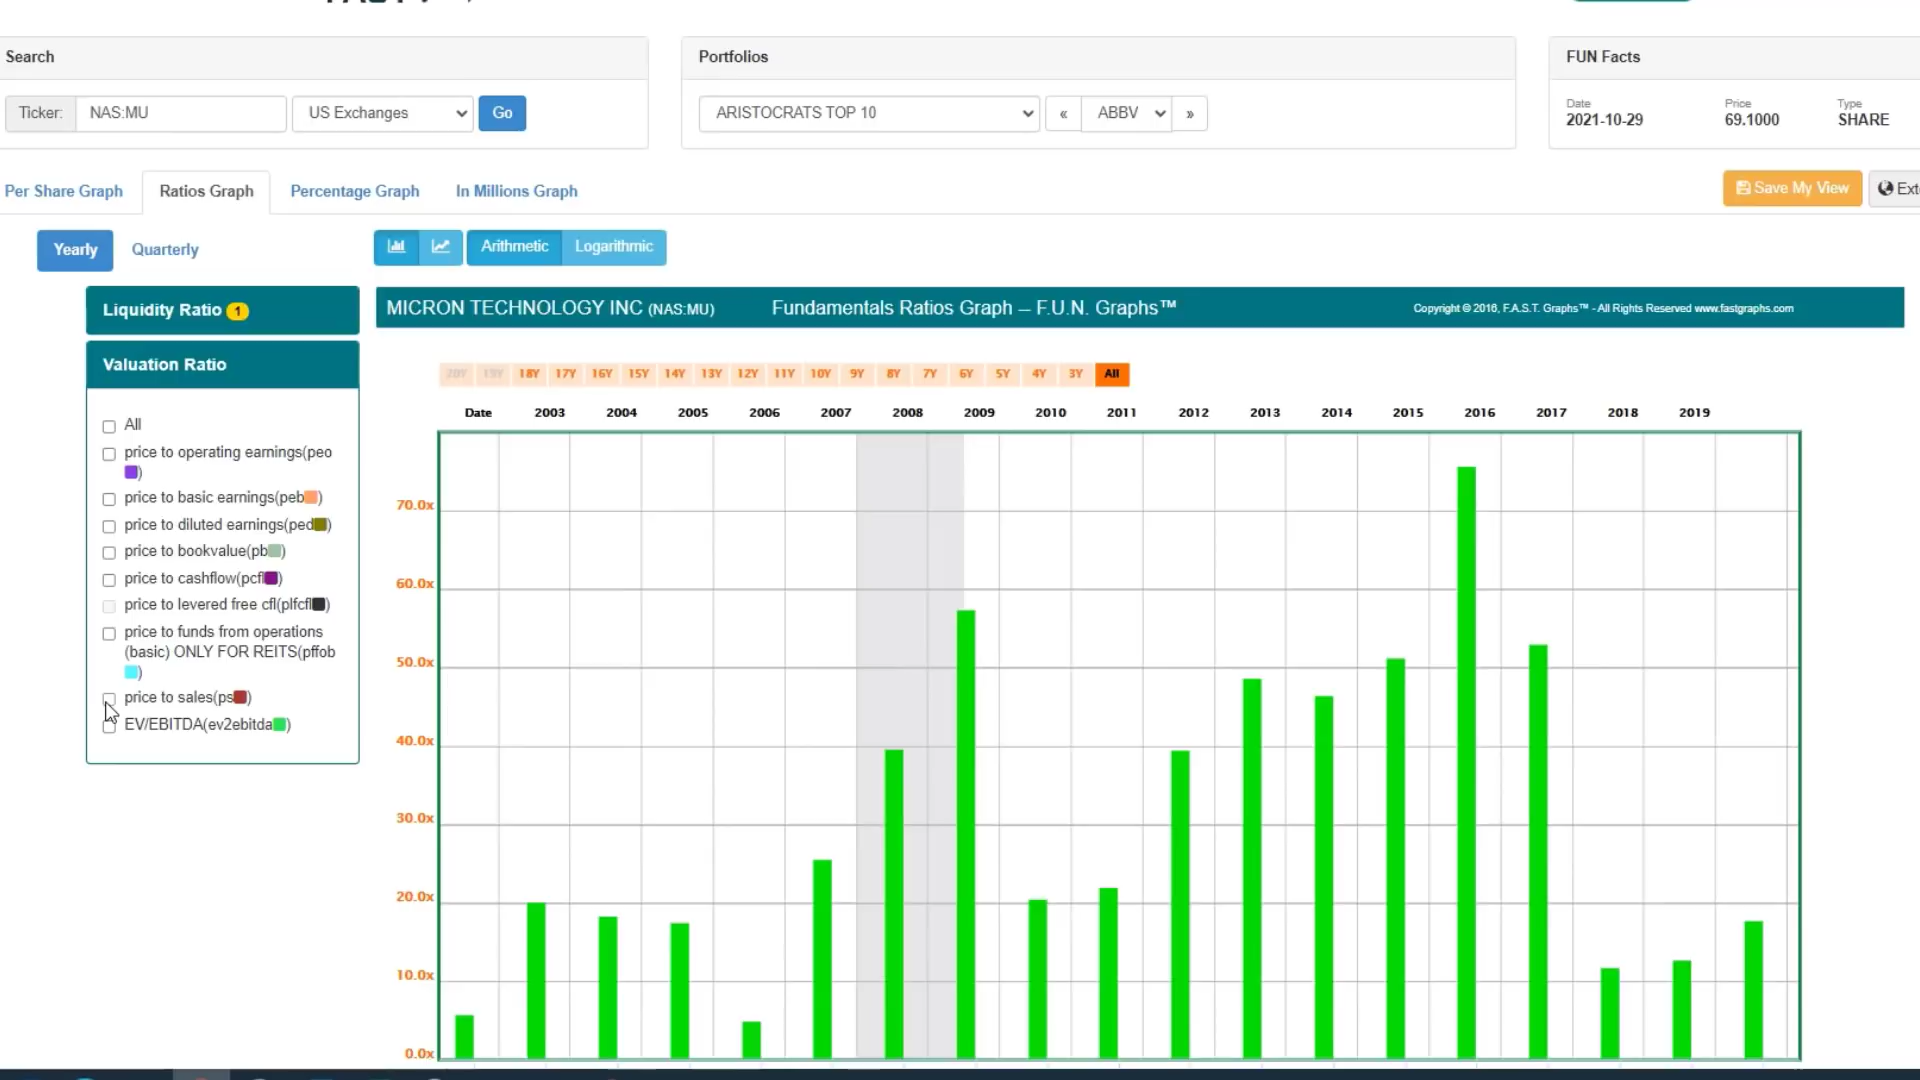 Search
Portfolios
FUN Facts
Ticker: NAS:MU US Exchanges Go
ARISTOCRATS TOP 10 « ABBV »
Date Price Type
2021-10-29 69.1000 SHARE
Per Share Graph Ratios Graph Percentage Graph In Millions Graph
Save My View Ext
Yearly Quarterly
Arithmetic Logarithmic
Liquidity Ratio 1
MICRON TECHNOLOGY INC (NAS:MU) Fundamentals Ratios Graph – F.U.N. Graphs™ Copyright © 2016, F.A.S.T. Graphs™ - All Rights Reserved www.fastgraphs.com
Valuation Ratio
All
price to operating earnings(peo
)
price to basic earnings(peb)
price to diluted earnings(ped)
price to bookvalue(pb)
price to cashflow(pcfl)
price to levered free cfl(plfcfl)
price to funds from operations
(basic) ONLY FOR REITS(pffob
)
price to sales(ps)
EV/EBITDA(ev2ebitda)
20Y 19Y 18Y 17Y 16Y 15Y 14Y 13Y 12Y 11Y 10Y 9Y 8Y 7Y 6Y 5Y 4Y 3Y All
Date 2003 2004 2005 2006 2007 2008 2009 2010 2011 2012 2013 2014 2015 2016 2017 2018 2019
70.0x
60.0x
50.0x
40.0x
30.0x
20.0x
10.0x
0.0x